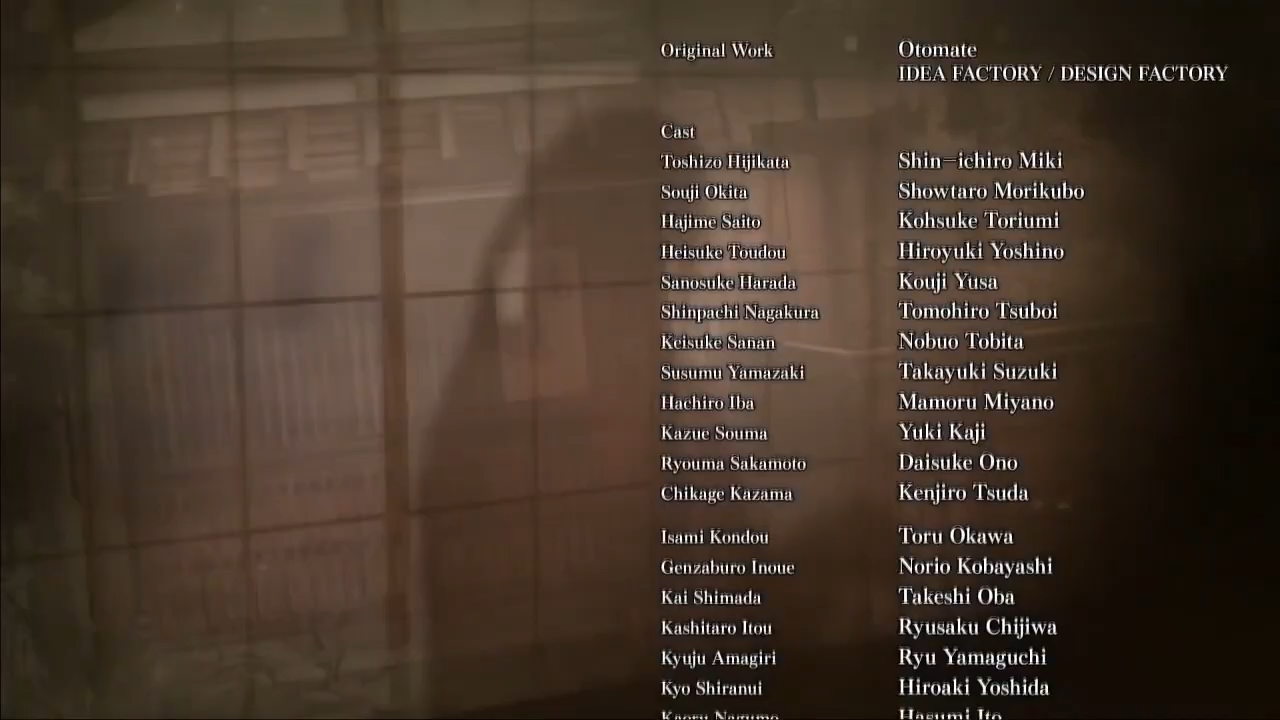 Original Work Otomate
IDEA FACTORY / DESIGN FACTORY
Cast
Toshizo Hijikata Shin-ichiro Miki
Souji Okita Showtaro Morikubo
Hajime Saito Kohsuke Toriumi
Heisuke Toudou Hiroyuki Yoshino
Sanosuke Harada Kouji Yusa
Shinpachi Nagakura Tomohiro Tsuboi
Keisuke Sanan Nobuo Tobita
Susumu Yamazaki Takayuki Suzuki
Hachiro Iba Mamoru Miyano
Kazue Souma Yuki Kaji
Ryouma Sakamoto Daisuke Ono
Chikage Kazama Kenjiro Tsuda
Isami Kondou Toru Okawa
Genzaburo Inoue Norio Kobayashi
Kai Shimada Takeshi Oba
Kashitaro Itou Ryusaku Chijiwa
Kyuju Amagiri Ryu Yamaguchi
Kyo Shiranui Hiroaki Yoshida
Kaoru Nagumo Hasumi Ito